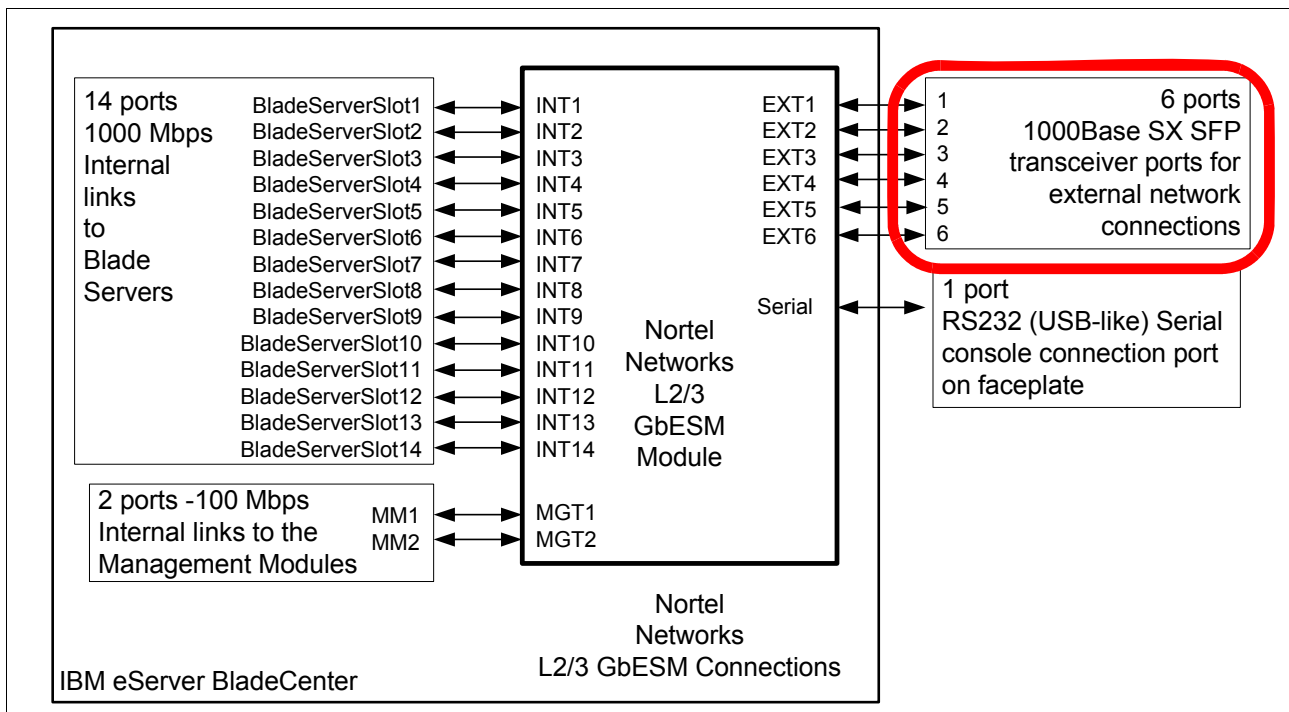 14 ports
1000 Mbps
Internal
links
to
Blade
Servers
BladeServerSlot1
BladeServerSlot2
BladeServerSlot3
BladeServerSlot4
BladeServerSlot5
BladeServerSlot6
BladeServerSlot7
BladeServerSlot8
BladeServerSlot9
BladeServerSlot10
BladeServerSlot11
BladeServerSlot12
BladeServerSlot13
BladeServerSlot14
INT1
INT2
INT3
INT4
INT5
INT6
INT7
INT8
INT9
INT10
INT11
INT12
INT13
INT14
2 ports -100 Mbps
Internal links to the
Management Modules
MM1
MM2
MGT1
MGT2
Nortel
Networks
L2/3
GbESM
Module
EXT1
EXT2
EXT3
EXT4
EXT5
EXT6
Serial
1
2
3
4
5
6
6 ports
1000Base SX SFP
transceiver ports for
external network
connections
1 port
RS232 (USB-like) Serial
console connection port
on faceplate
Nortel
Networks
L2/3 GbESM Connections
IBM eServer BladeCenter